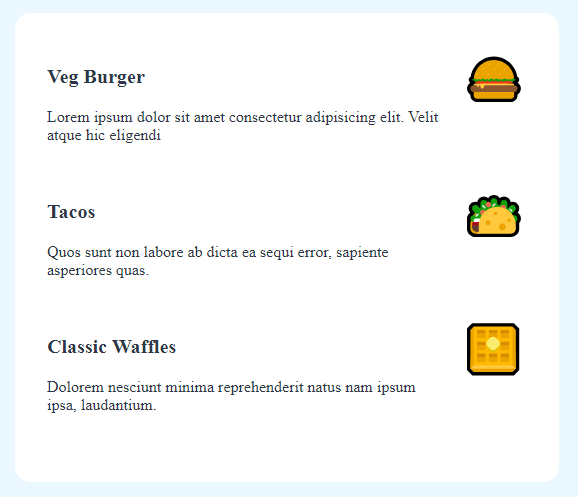 Veg Burger
Lorem ipsum dolor sit amet consectetur adipisicing elit. Velit
atque hic eligendi
Tacos
Quos sunt non labore ab dicta ea sequi error, sapiente
asperiores quas.
Classic Waffles
Dolorem nesciunt minima reprehenderit natus nam ipsum
ipsa, laudantium.